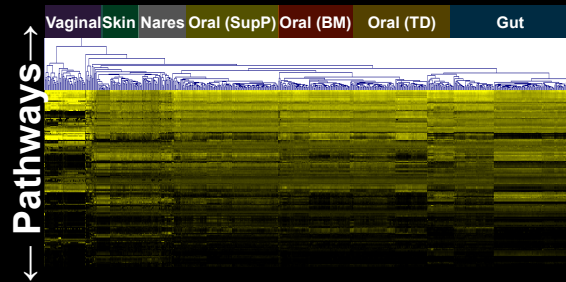 Vaginal Skin Nares Oral (SupP) Oral (BM) Oral (TD) Gut
← Pathways →